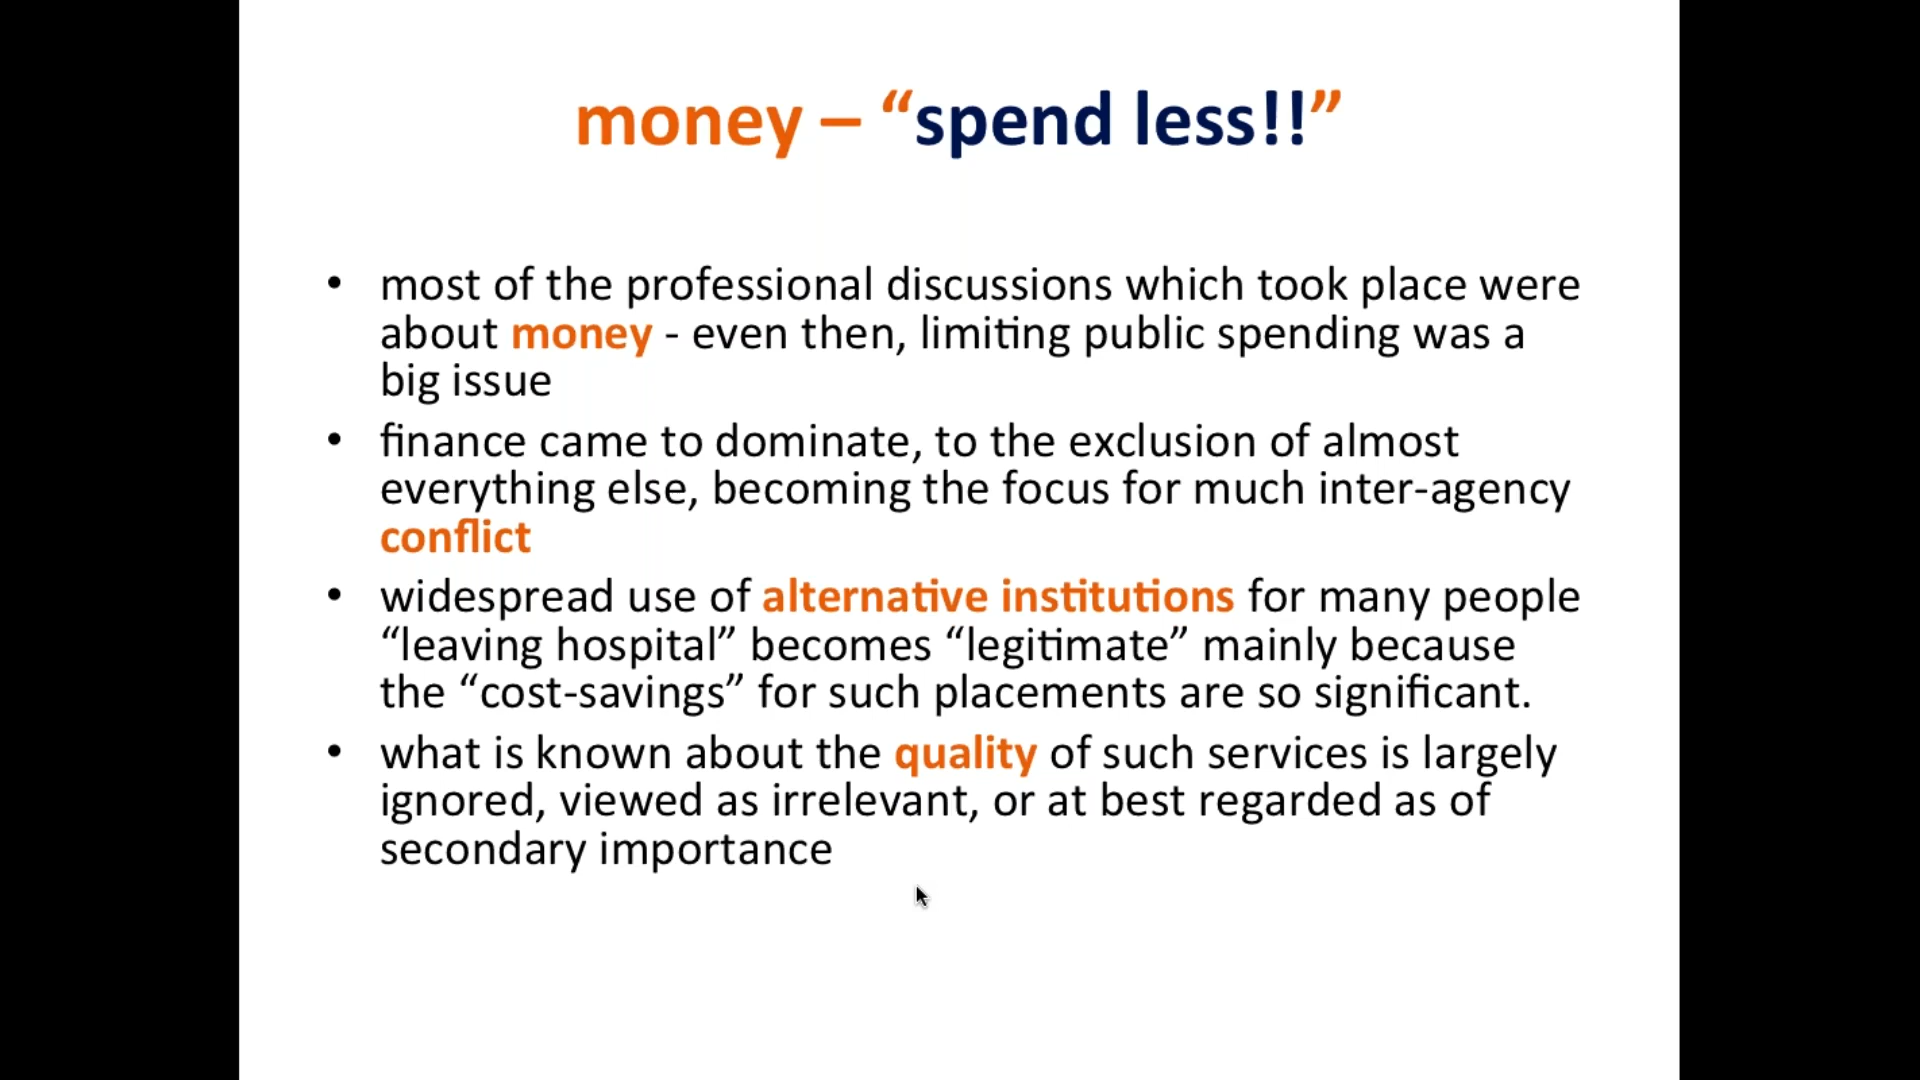 money – “spend less!!”
• most of the professional discussions which took place were
about money - even then, limiting public spending was a
big issue
• finance came to dominate, to the exclusion of almost
everything else, becoming the focus for much inter-agency
conflict
• widespread use of alternative institutions for many people
“leaving hospital” becomes “legitimate” mainly because
the “cost-savings” for such placements are so significant.
• what is known about the quality of such services is largely
ignored, viewed as irrelevant, or at best regarded as of
secondary importance